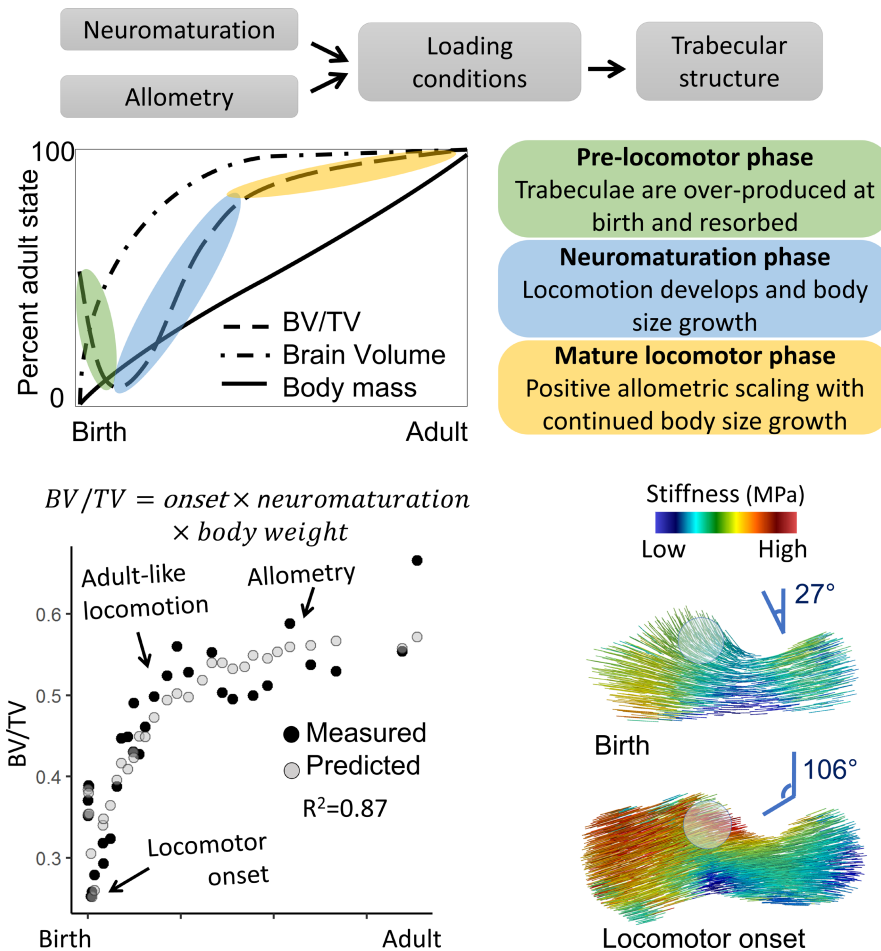 Neuromaturation
Allometry
Loading
conditions
Trabecular
structure
100
0
Percent adult state
BV/TV
Brain Volume
Body mass
Birth
Adult
Pre-locomotor phase
Trabeculae are over-produced at
birth and resorbed
Neuromaturation phase
Locomotion develops and body
size growth
Mature locomotor phase
Positive allometric scaling with
continued body size growth
BV/TV = onset × neuromaturation
× body weight
Adult-like
locomotion
Allometry
0.6
0.5
0.4
0.3
BV/TV
Measured
Predicted
R²=0.87
Locomotor
onset
Birth
Adult
Stiffness (MPa)
Low
High
27°
Birth
106°
Locomotor onset